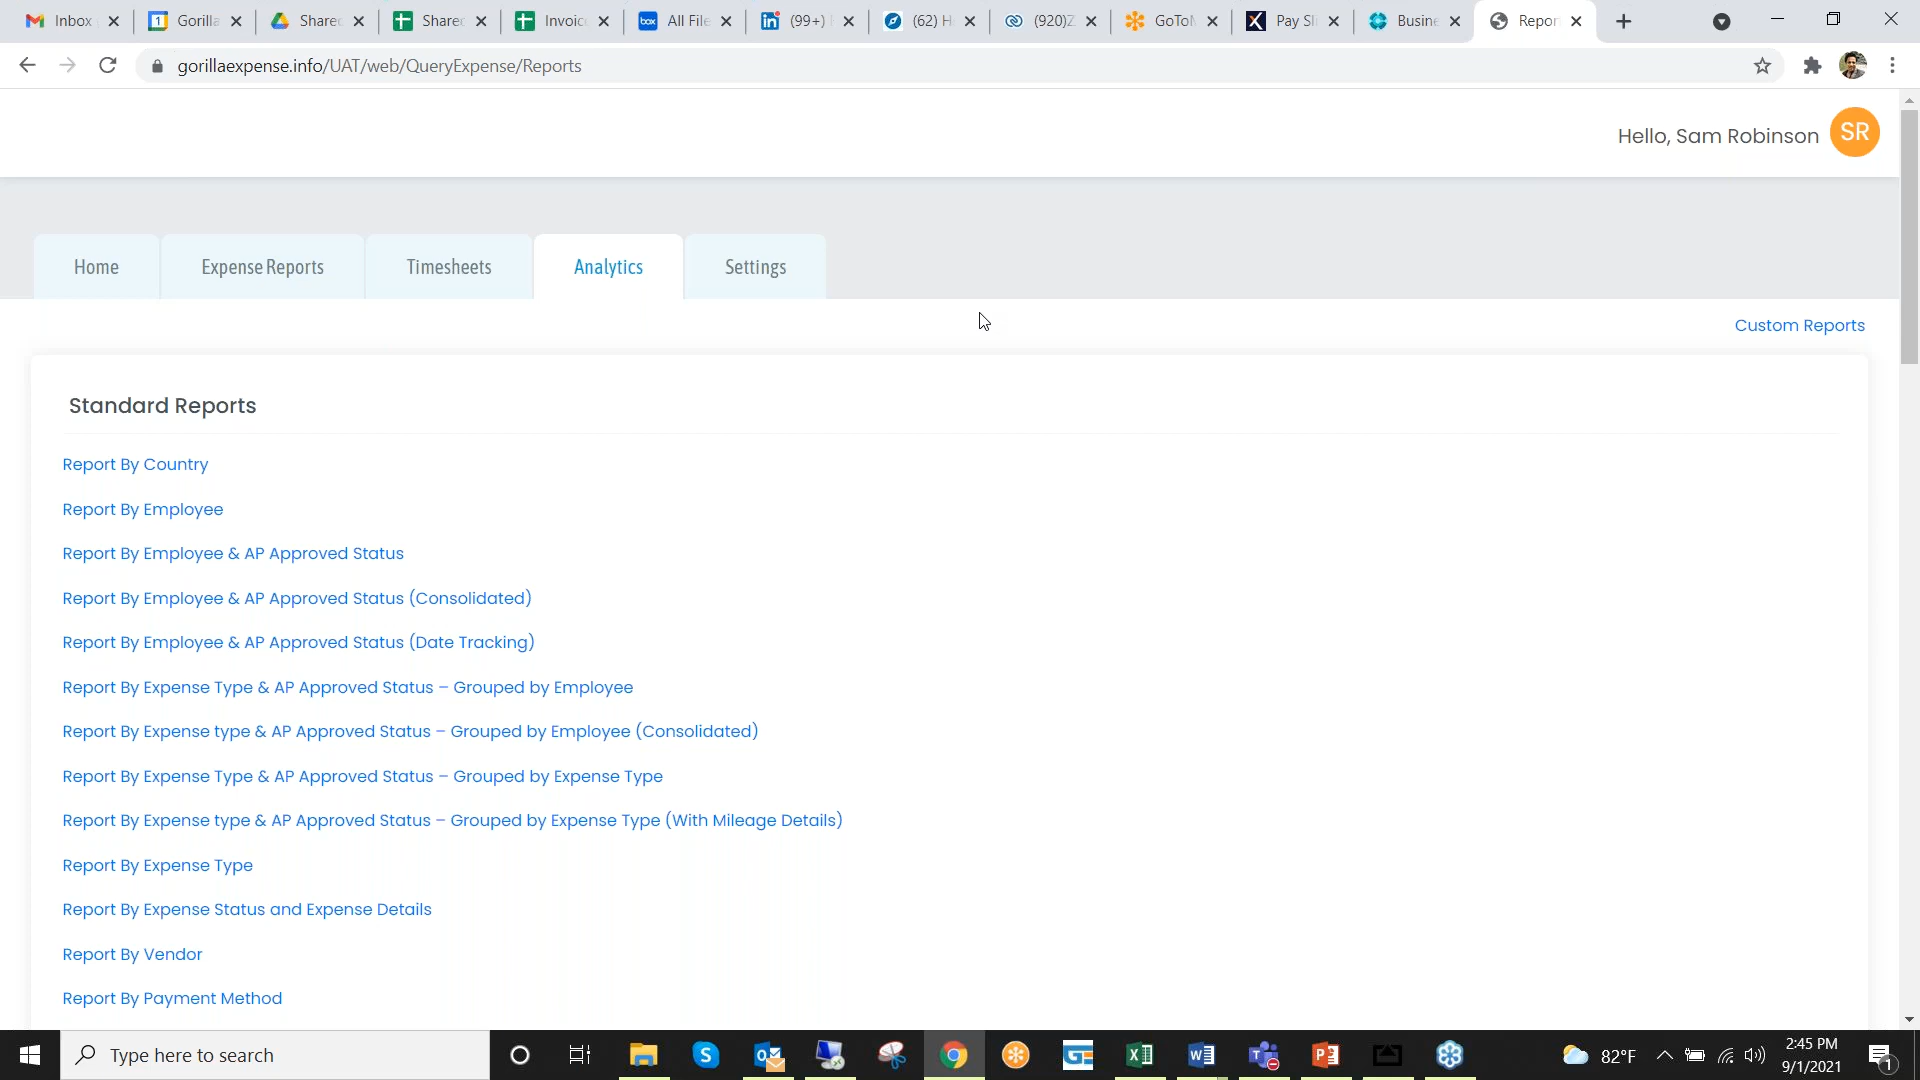 Inbox
Gorilla
Shared
Shared
Invoic
All File
(99+)
(62) H
(920)Z
GoToM
Pay Sli
Busine
Repor
gorillaexpense.info/UAT/web/QueryExpense/Reports
Hello, Sam Robinson SR
Home Expense Reports Timesheets Analytics Settings
Custom Reports
Standard Reports
Report By Country
Report By Employee
Report By Employee & AP Approved Status
Report By Employee & AP Approved Status (Consolidated)
Report By Employee & AP Approved Status (Date Tracking)
Report By Expense Type & AP Approved Status – Grouped by Employee
Report By Expense type & AP Approved Status – Grouped by Employee (Consolidated)
Report By Expense Type & AP Approved Status – Grouped by Expense Type
Report By Expense type & AP Approved Status – Grouped by Expense Type (With Mileage Details)
Report By Expense Type
Report By Expense Status and Expense Details
Report By Vendor
Report By Payment Method
Type here to search
82°F
2:45 PM
9/1/2021
1